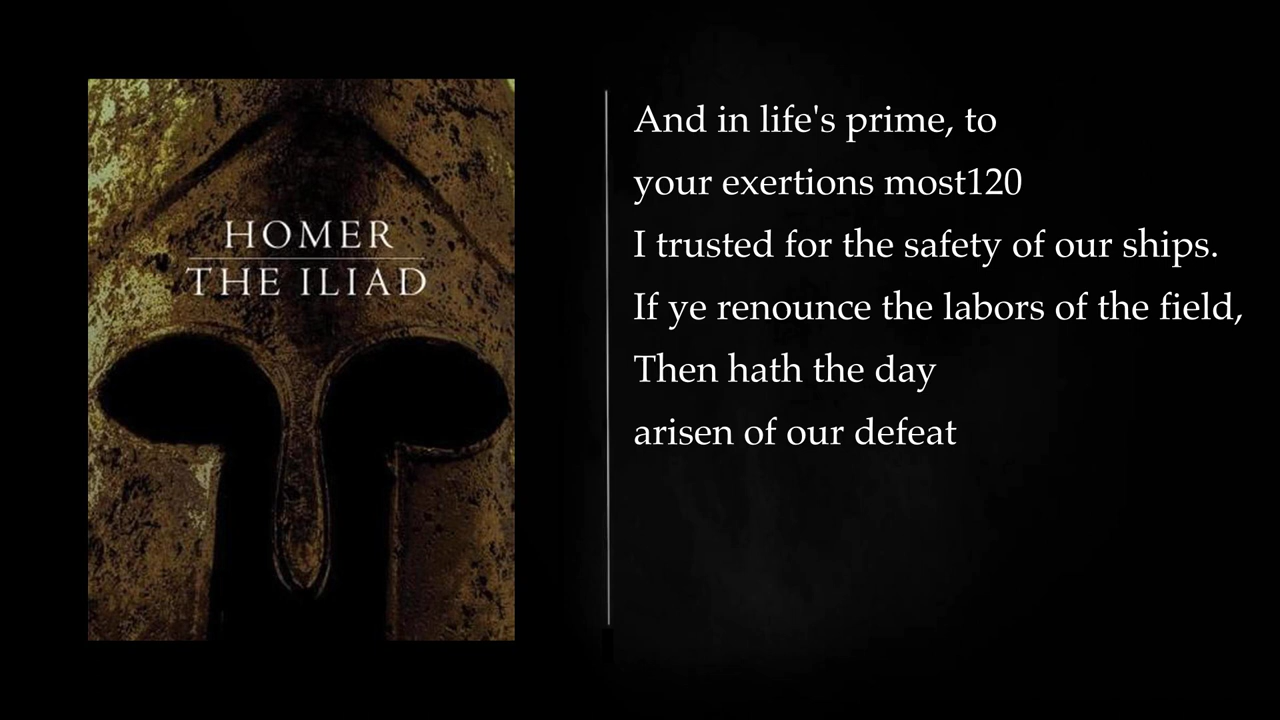 HOMER
THE ILIAD
And in life's prime, to
your exertions most120
I trusted for the safety of our ships.
If ye renounce the labors of the field,
Then hath the day
arisen of our defeat